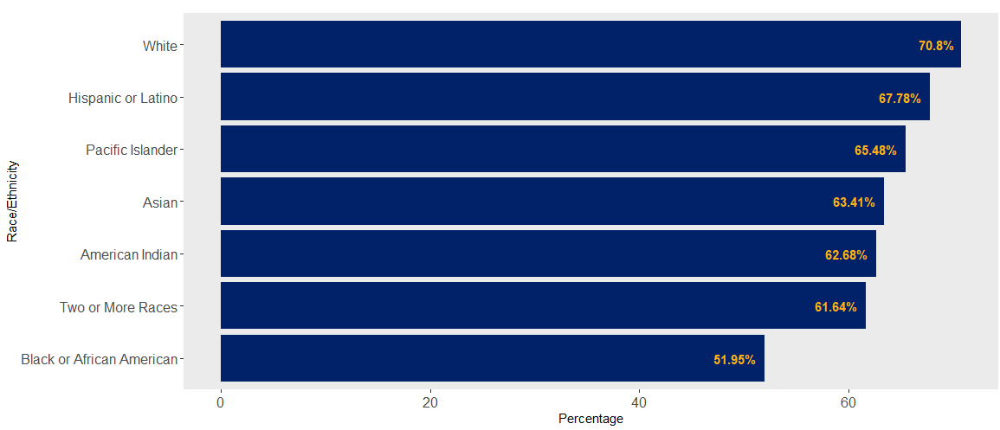 White
70.8%
Hispanic or Latino
67.78%
Pacific Islander
65.48%
Race/Ethnicity
Asian
63.41%
American Indian
62.68%
Two or More Races
61.64%
Black or African American
51.95%
0 20 40 60
Percentage